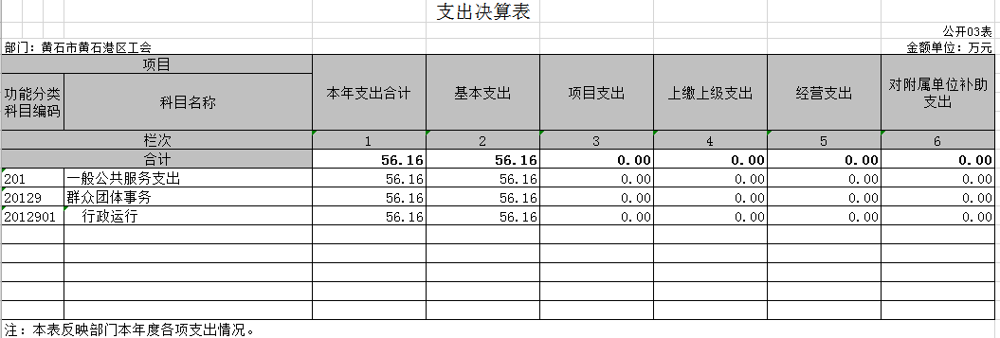 支出决算表
公开03表
部门：黄石市黄石港区工会 金额单位：万元
项目
功能分类科目编码 科目名称 本年支出合计 基本支出 项目支出 上缴上级支出 经营支出 对附属单位补助支出
栏次 1 2 3 4 5 6
合计 56.16 56.16 0.00 0.00 0.00 0.00
201 一般公共服务支出 56.16 56.16 0.00 0.00 0.00 0.00
20129 群众团体事务 56.16 56.16 0.00 0.00 0.00 0.00
2012901 行政运行 56.16 56.16 0.00 0.00 0.00 0.00
注：本表反映部门本年度各项支出情况。